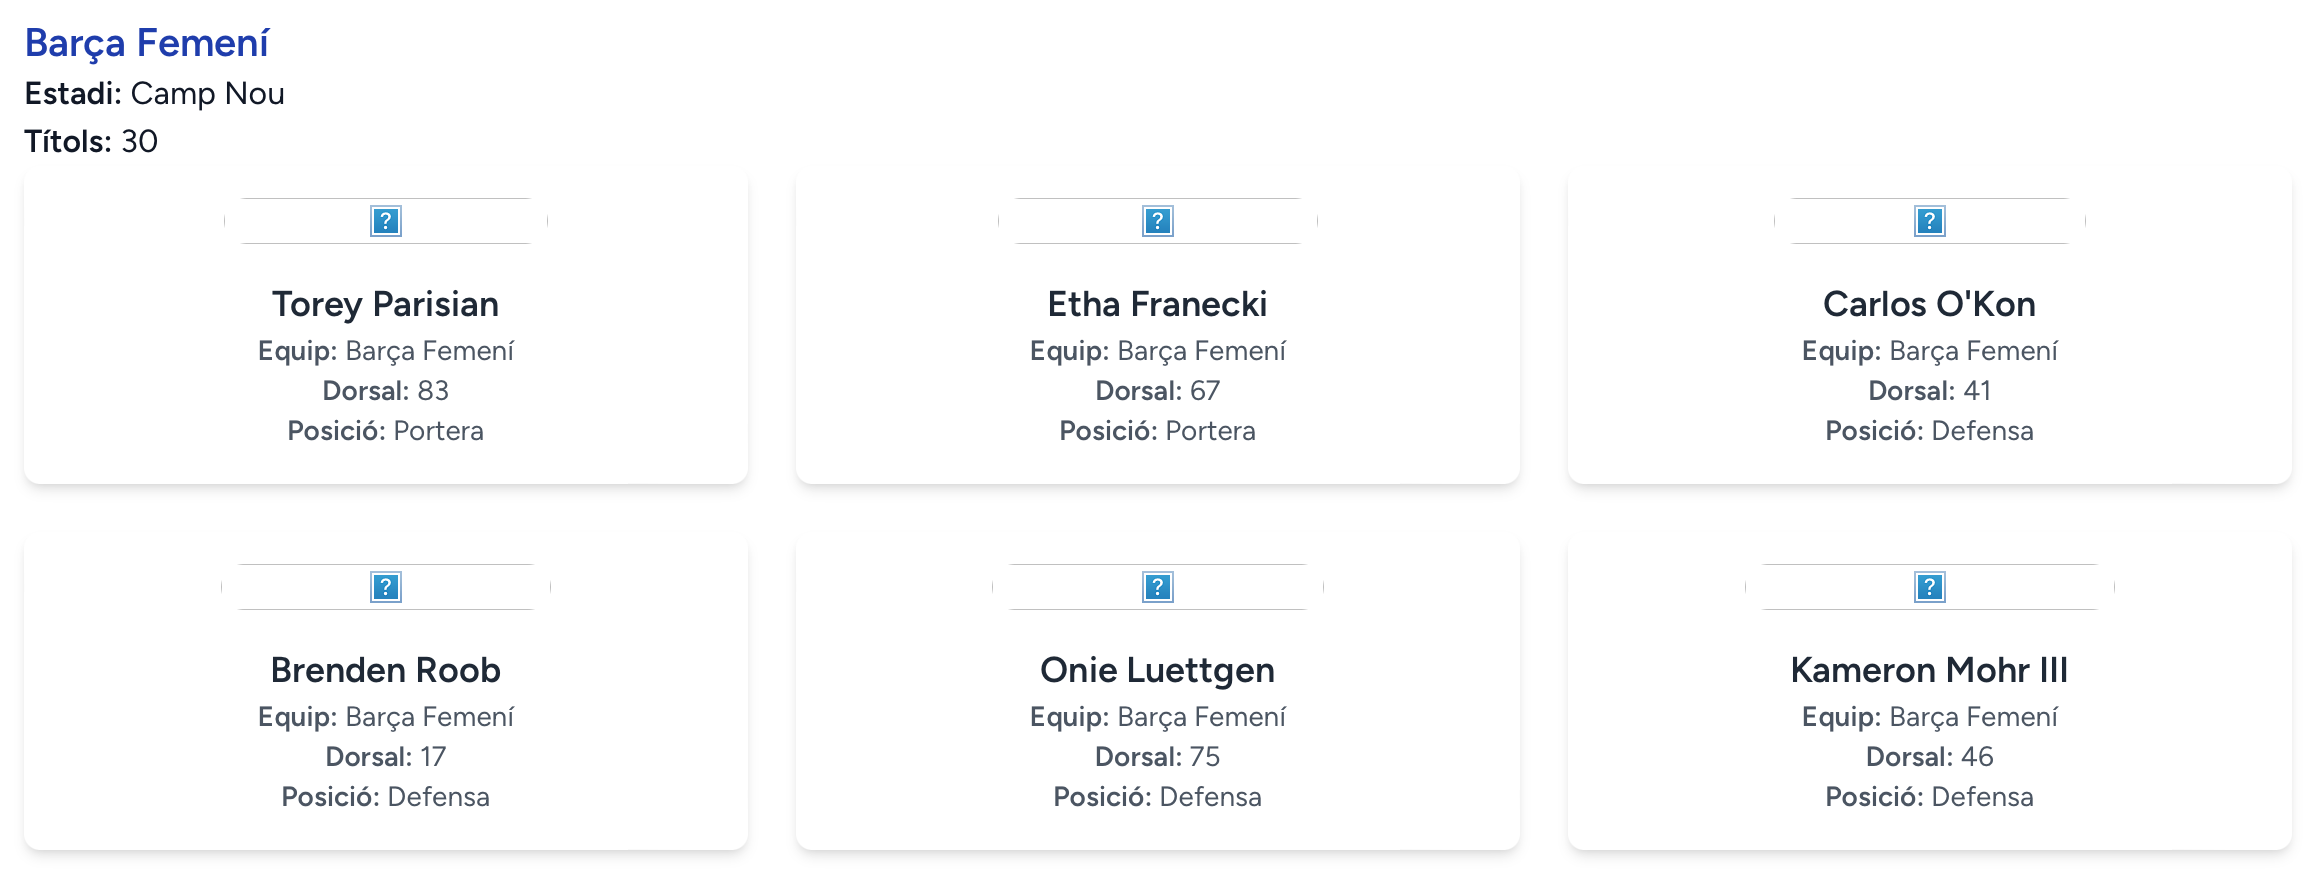 Barça Femení
Estadi: Camp Nou
Títols: 30
?
Torey Parisian
Equip: Barça Femení
Dorsal: 83
Posició: Portera
?
Etha Franecki
Equip: Barça Femení
Dorsal: 67
Posició: Portera
?
Carlos O'Kon
Equip: Barça Femení
Dorsal: 41
Posició: Defensa
?
Brenden Roob
Equip: Barça Femení
Dorsal: 17
Posició: Defensa
?
Onie Luettgen
Equip: Barça Femení
Dorsal: 75
Posició: Defensa
?
Kameron Mohr III
Equip: Barça Femení
Dorsal: 46
Posició: Defensa